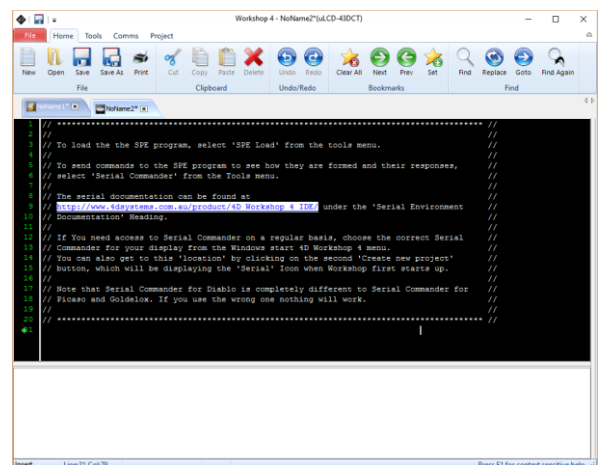 Workshop 4 - NoName2*(uLCD-43DCT)
File Home Tools Comms Project
New Open Save Save As Print Cut Copy Paste Delete Undo Redo Clear All Next Prev Set Find Replace Goto Find Again
File Clipboard Undo/Redo Bookmarks Find
NoName1* NoName2*
1 // ****************************************************************************************** //
2 // //
3 // To load the the SPE program, select 'SPE Load' from the tools menu. //
4 // //
5 // To send commands to the SPE program to see how they are formed and their responses, //
6 // select 'Serial Commander' from the Tools menu. //
7 // //
8 // The serial documentation can be found at //
9 // http://www.4dsystems.com.au/product/4D Workshop 4 IDE/ under the 'Serial Environment //
10 // Documentation' Heading. //
11 // //
12 // If You need access to Serial Commander on a regular basis, choose the correct Serial //
13 // Commander for your display from the Windows start 4D Workshop 4 menu. //
14 // You can also get to this 'location' by clicking on the second 'Create new project' //
15 // button, which will be displaying the 'Serial' Icon when Workshop first starts up. //
16 // //
17 // Note that Serial Commander for Diablo is completely different to Serial Commander for //
18 // Picaso and Goldelox. If you use the wrong one nothing will work. //
19 // //
20 // ****************************************************************************************** //
21
Insert Line:21 Col:79 Press F1 for context sensitive help